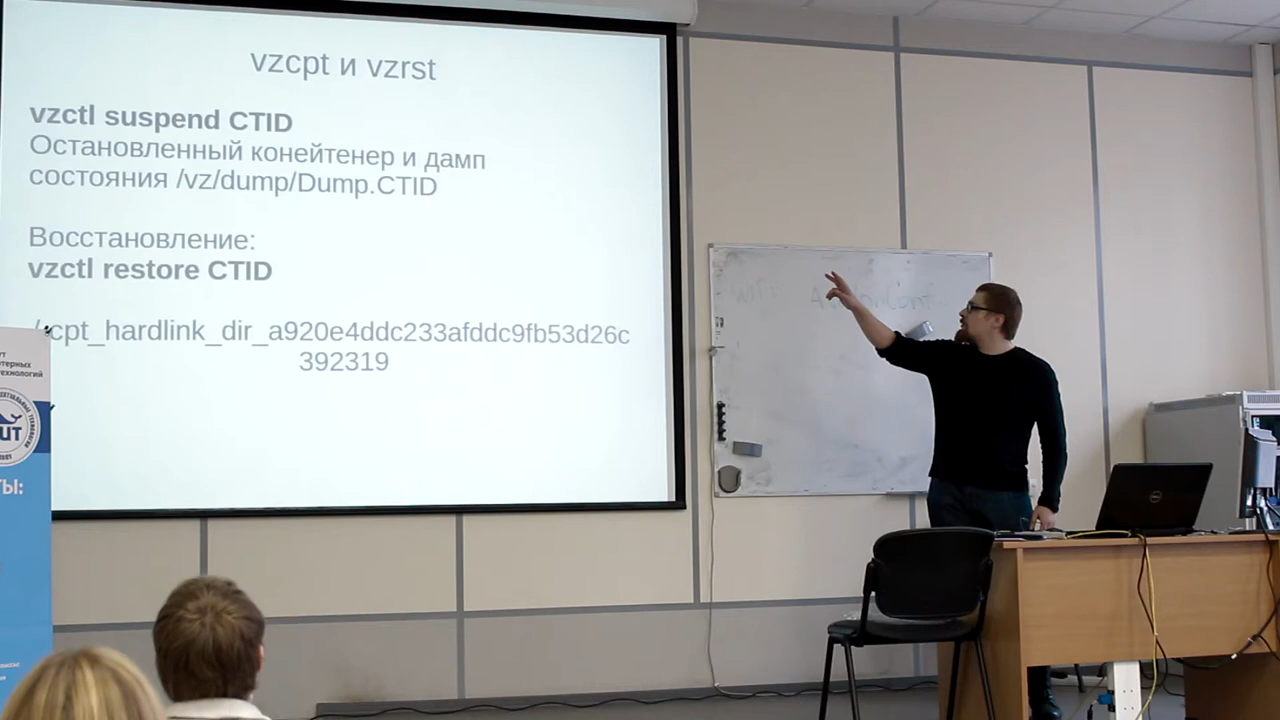 vzcpt и vzrst
vzctl suspend CTID
Остановленный конейтенер и дамп
состояния /vz/dump/Dump.CTID
Восстановление:
vzctl restore CTID
cpt_hardlink_dir_a920e4ddc233afddc9fb53d26c
392319
DELL